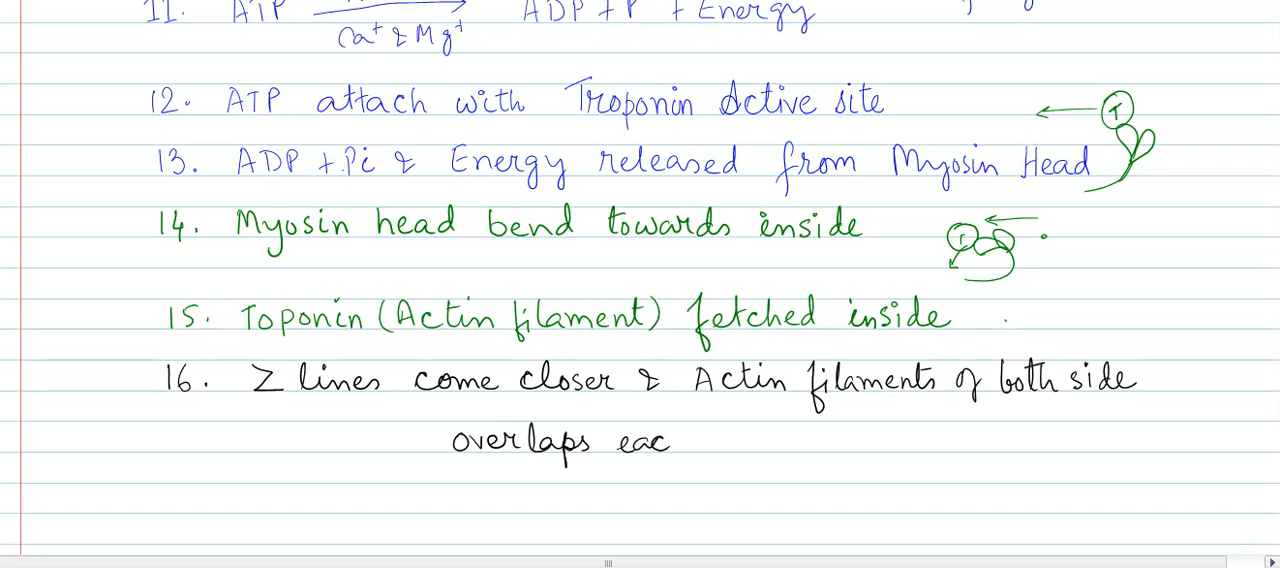 11. ATP → ADP + P + Energy
Ca⁺ & Mg⁺
12. ATP attach with Troponin Active site
T
13. ADP + Pi & Energy released from Myosin Head
14. Myosin head bend towards inside
T
15. Toponin (Actin filament) fetched inside
16. Z lines come closer & Actin filaments of both side
overlaps eac